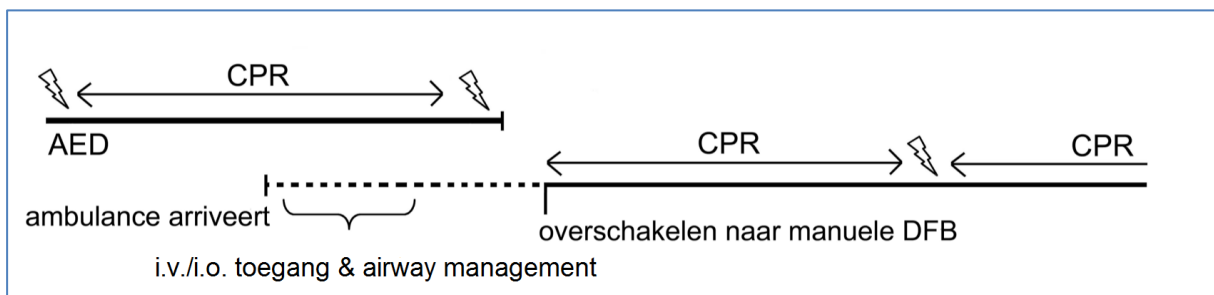 CPR
AED
CPR
CPR
ambulance arriveert
overschakelen naar manuele DFB
i.v./i.o. toegang & airway management